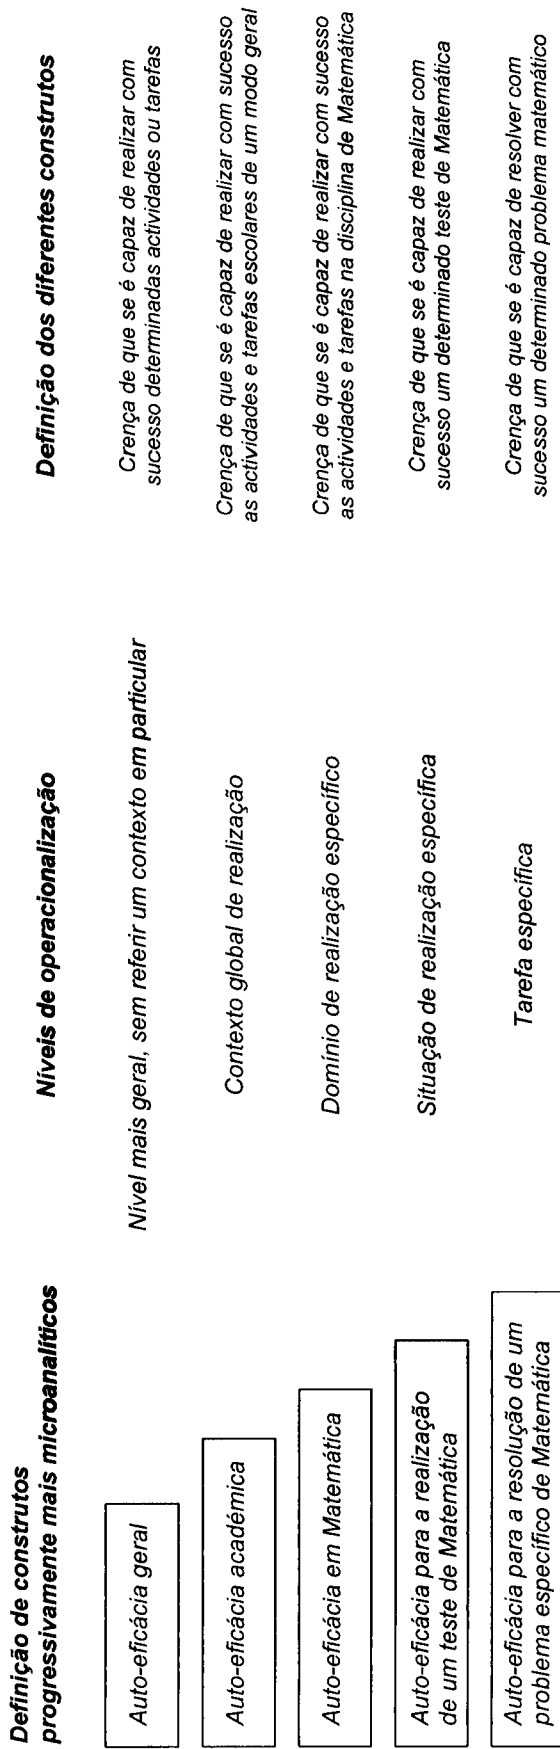 Definição de construtos
progressivamente mais microanalíticos
Níveis de operacionalização
Definição dos diferentes construtos
Auto-eficácia geral
Nível mais geral, sem referir um contexto em particular
Crença de que se é capaz de realizar com
sucesso determinadas actividades ou tarefas
Auto-eficácia académica
Contexto global de realização
Crença de que se é capaz de realizar com sucesso
as actividades e tarefas escolares de um modo geral
Auto-eficácia em Matemática
Domínio de realização específico
Crença de que se é capaz de realizar com sucesso
as actividades e tarefas na disciplina de Matemática
Auto-eficácia para a realização
de um teste de Matemática
Situação de realização específica
Crença de que se é capaz de realizar com
sucesso um determinado teste de Matemática
Auto-eficácia para a resolução de um
problema específico de Matemática
Tarefa específica
Crença de que se é capaz de resolver com
sucesso um determinado problema matemático